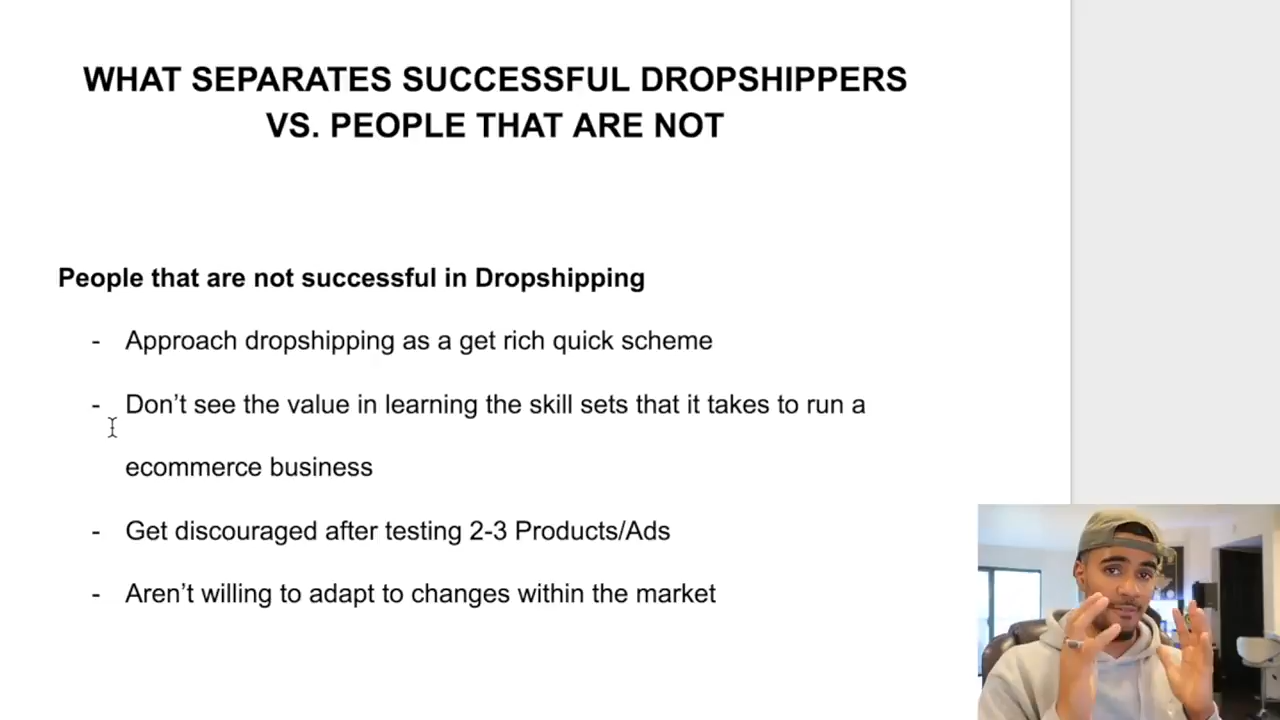 WHAT SEPARATES SUCCESSFUL DROPSHIPPERS
VS. PEOPLE THAT ARE NOT
People that are not successful in Dropshipping
- Approach dropshipping as a get rich quick scheme
- Don’t see the value in learning the skill sets that it takes to run a
ecommerce business
- Get discouraged after testing 2-3 Products/Ads
- Aren’t willing to adapt to changes within the market